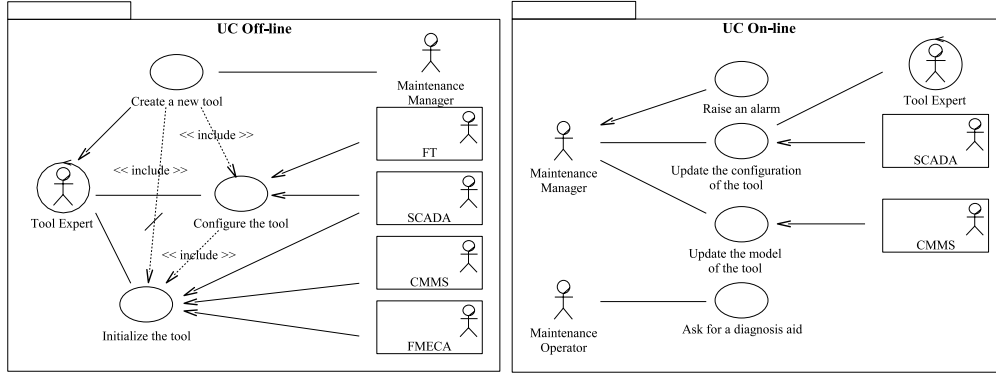 UC Off-line
Create a new tool
Maintenance
Manager
<< include >>
FT
<< include >>
Tool Expert
Configure the tool
SCADA
<< include >>
CMMS
Initialize the tool
FMECA
UC On-line
Raise an alarm
Tool Expert
Maintenance
Manager
Update the configuration
of the tool
SCADA
Update the model
of the tool
CMMS
Maintenance
Operator
Ask for a diagnosis aid